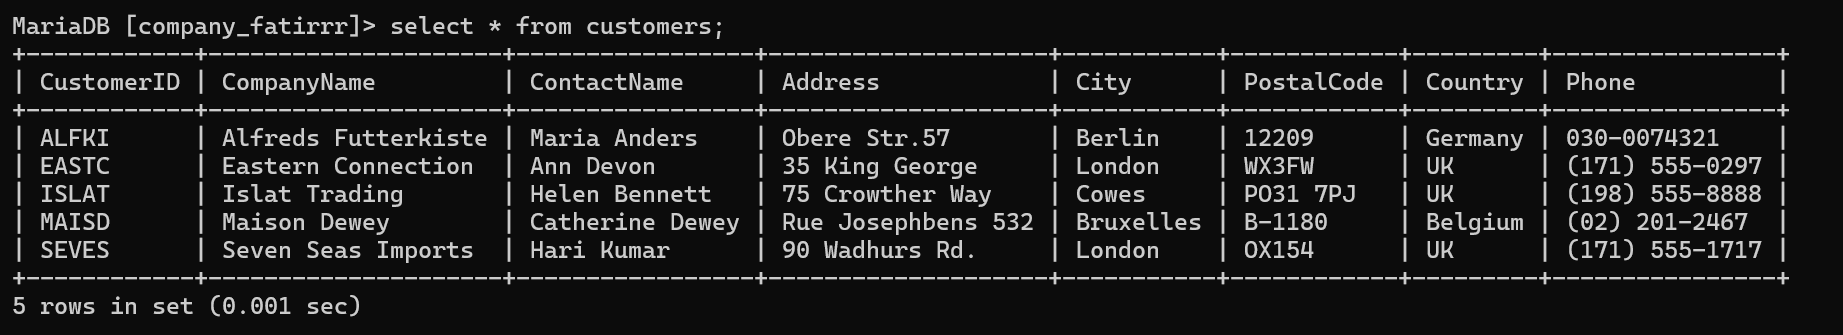 MariaDB [company_fatirrr]> select * from customers;
+------------+----------------------+-----------------+--------------------+-----------+------------+---------+----------------+
| CustomerID | CompanyName          | ContactName     | Address            | City      | PostalCode | Country | Phone          |
+------------+----------------------+-----------------+--------------------+-----------+------------+---------+----------------+
| ALFKI      | Alfreds Futterkiste | Maria Anders    | Obere Str.57       | Berlin    | 12209      | Germany | 030-0074321    |
| EASTC      | Eastern Connection  | Ann Devon       | 35 King George     | London    | WX3FW      | UK      | (171) 555-0297 |
| ISLAT      | Islat Trading       | Helen Bennett   | 75 Crowther Way    | Cowes     | PO31 7PJ   | UK      | (198) 555-8888 |
| MAISD      | Maison Dewey        | Catherine Dewey | Rue Josephbens 532 | Bruxelles | B-1180     | Belgium | (02) 201-2467  |
| SEVES      | Seven Seas Imports  | Hari Kumar      | 90 Wadhurs Rd.     | London    | OX154      | UK      | (171) 555-1717 |
+------------+----------------------+-----------------+--------------------+-----------+------------+---------+----------------+
5 rows in set (0.001 sec)